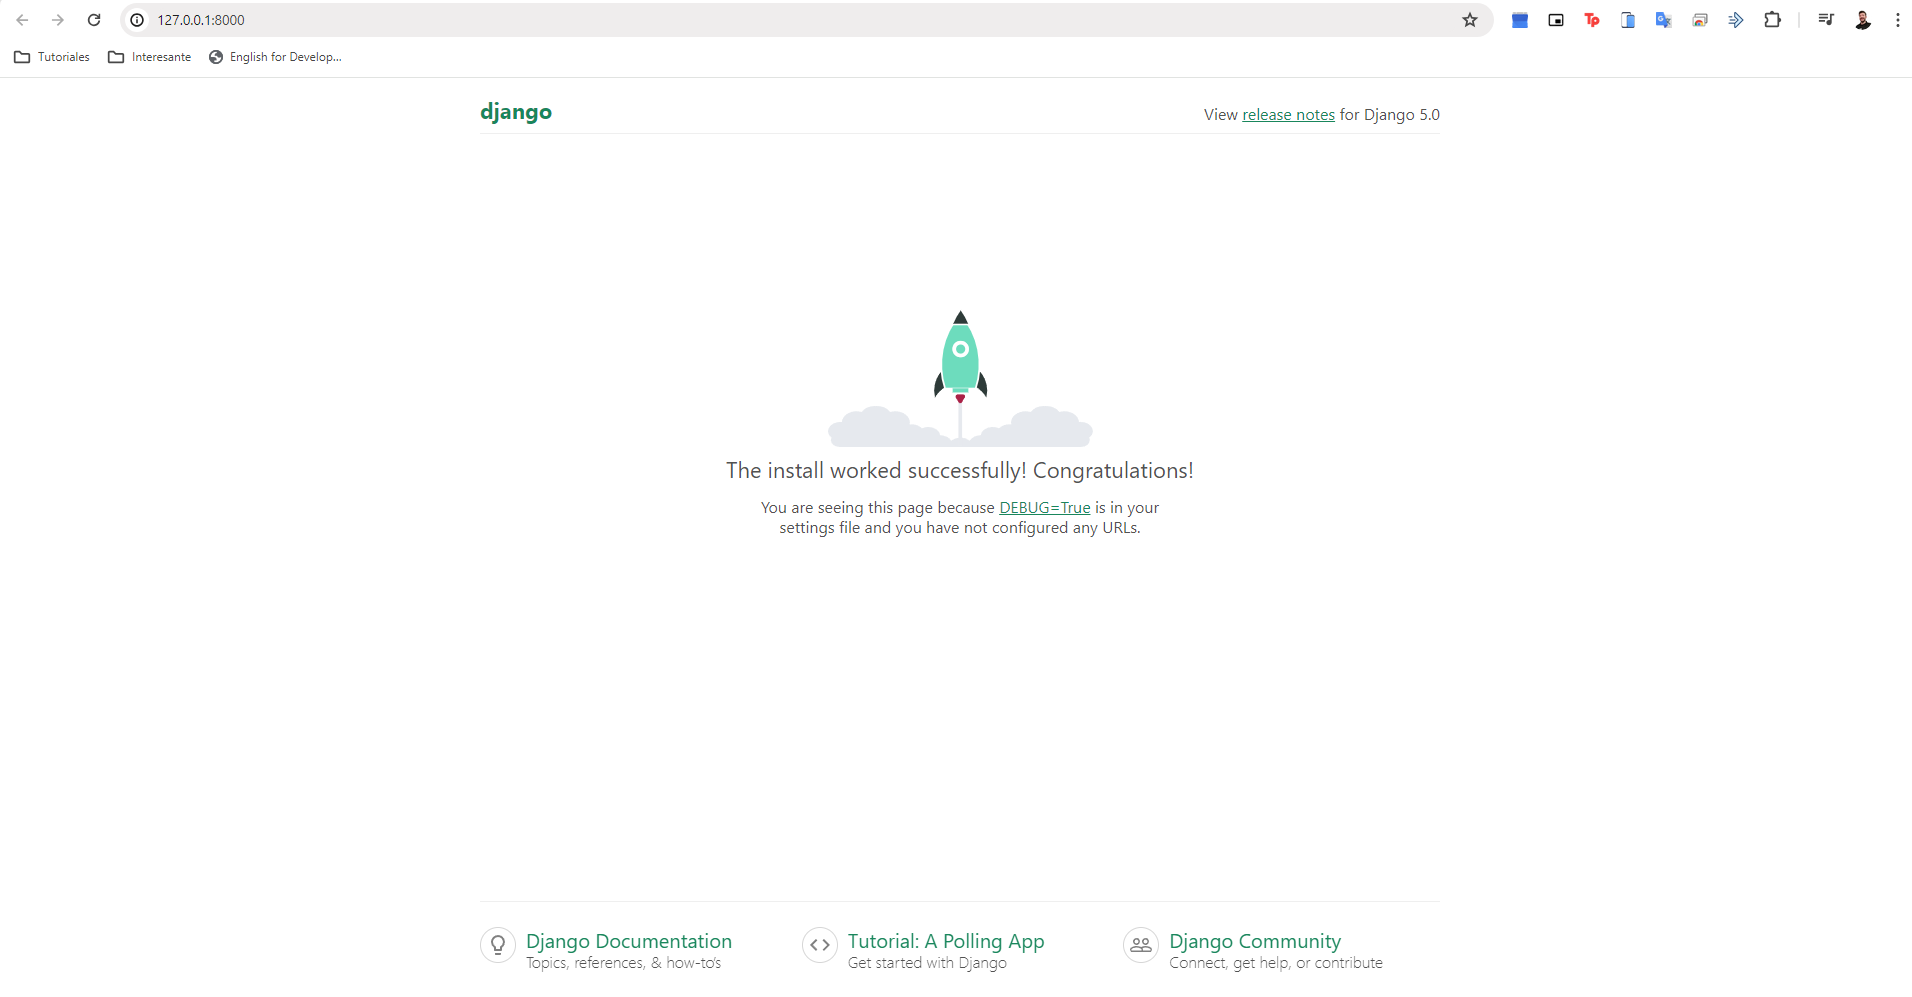 127.0.0.1:8000
Tutoriales Interesante English for Develop...
django View release notes for Django 5.0
The install worked successfully! Congratulations!
You are seeing this page because DEBUG=True is in your
settings file and you have not configured any URLs.
Django Documentation
Topics, references, & how-to’s
Tutorial: A Polling App
Get started with Django
Django Community
Connect, get help, or contribute